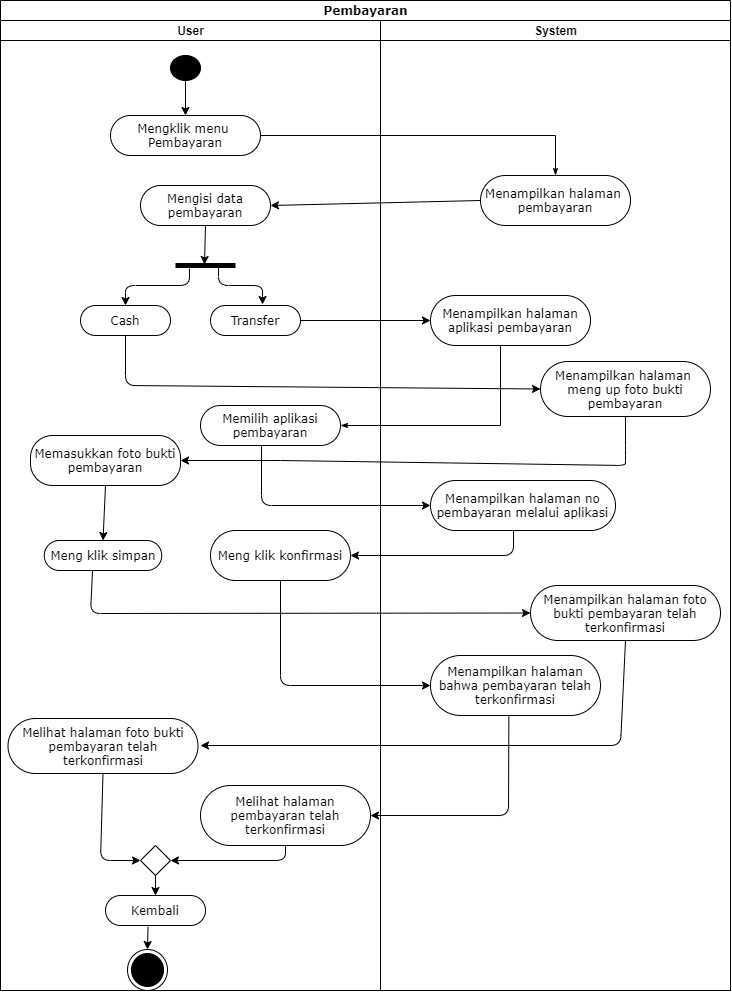 Pembayaran
User
System
Mengklik menu
Pembayaran
Menampilkan halaman
pembayaran
Mengisi data
pembayaran
Cash
Transfer
Menampilkan halaman
aplikasi pembayaran
Menampilkan halaman
meng up foto bukti
pembayaran
Memilih aplikasi
pembayaran
Memasukkan foto bukti
pembayaran
Menampilkan halaman no
pembayaran melalui aplikasi
Meng klik simpan
Meng klik konfirmasi
Menampilkan halaman foto
bukti pembayaran telah
terkonfirmasi
Menampilkan halaman
bahwa pembayaran telah
terkonfirmasi
Melihat halaman foto bukti
pembayaran telah
terkonfirmasi
Melihat halaman
pembayaran telah
terkonfirmasi
Kembali